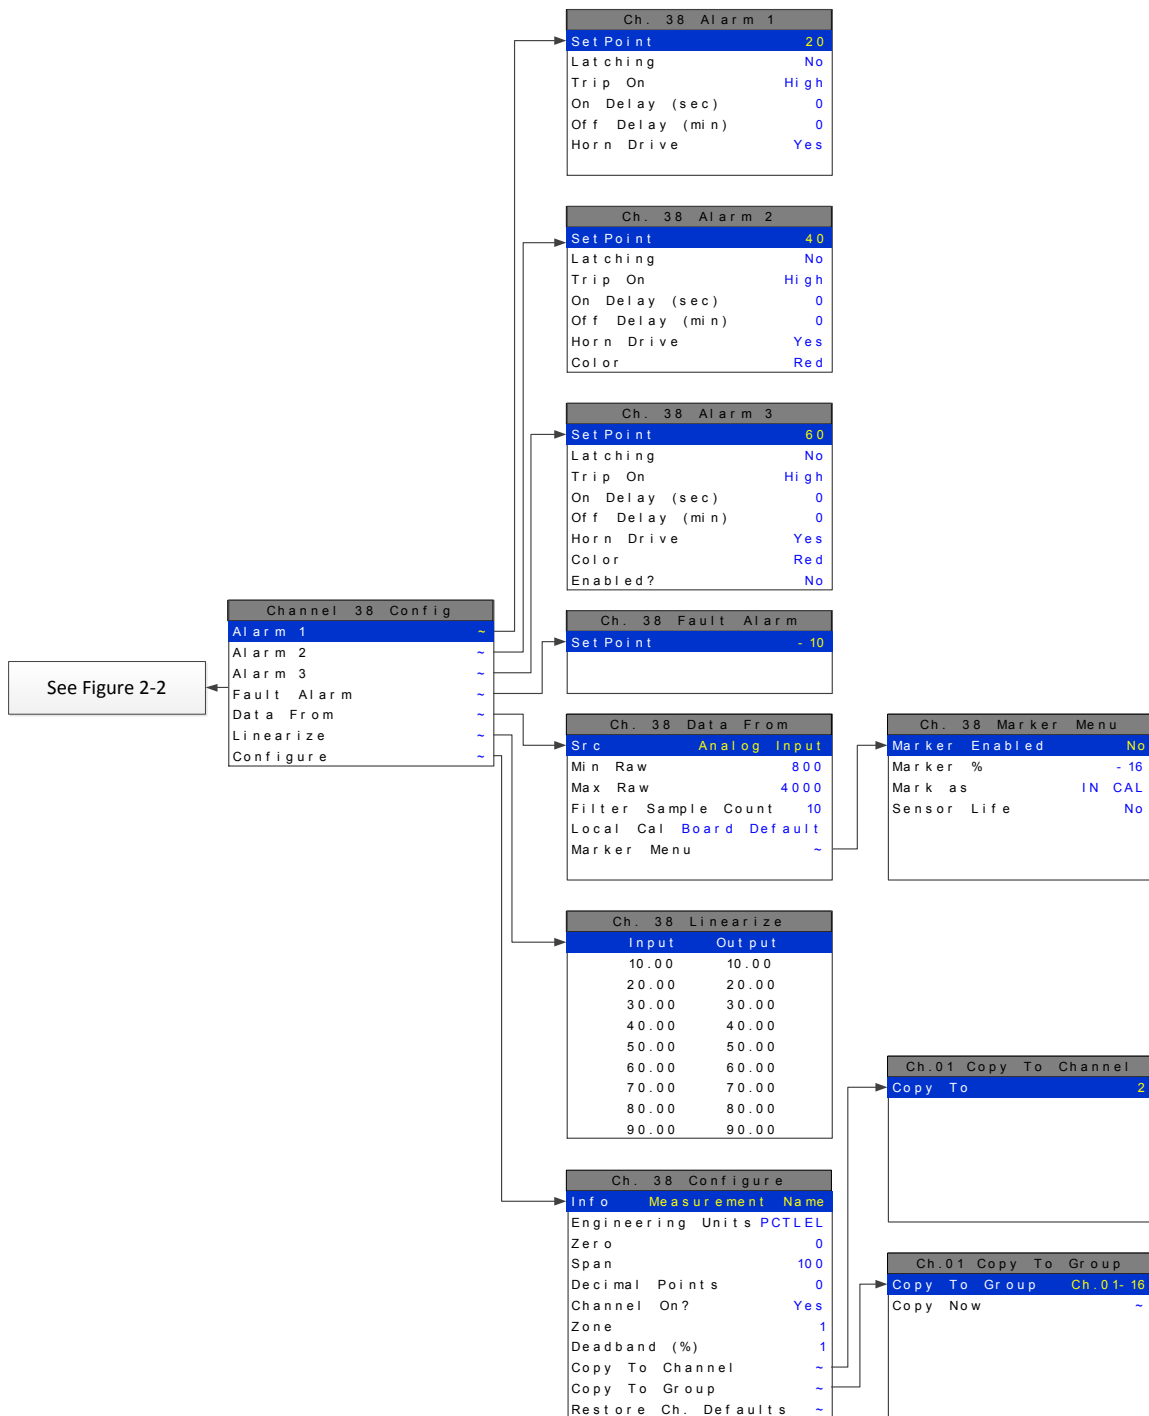 Ch. 38 Alarm 1
SetPoint 20
Latching No
Trip On High
On Delay (sec) 0
Off Delay (min) 0
Horn Drive Yes
Ch. 38 Alarm 2
SetPoint 40
Latching No
Trip On High
On Delay (sec) 0
Off Delay (min) 0
Horn Drive Yes
Color Red
Ch. 38 Alarm 3
SetPoint 60
Latching No
Trip On High
On Delay (sec) 0
Off Delay (min) 0
Horn Drive Yes
Color Red
Enabled? No
Channel 38 Config
Alarm 1 ~
Alarm 2 ~
Alarm 3 ~
Fault Alarm ~
Data From ~
Linearize ~
Configure ~
See Figure 2-2
Ch. 38 Fault Alarm
SetPoint -10
Ch. 38 Data From
Src Analog Input
Min Raw 800
Max Raw 4000
Filter Sample Count 10
Local Cal Board Default
Marker Menu ~
Ch. 38 Marker Menu
Marker Enabled No
Marker % -16
Mark as IN CAL
Sensor Life No
Ch. 38 Linearize
Input Output
10.00 10.00
20.00 20.00
30.00 30.00
40.00 40.00
50.00 50.00
60.00 60.00
70.00 70.00
80.00 80.00
90.00 90.00
Ch.01 Copy To Channel
Copy To 2
Ch. 38 Configure
Info Measurement Name
Engineering Units PCTLEL
Zero 0
Span 100
Decimal Points 0
Channel On? Yes
Zone 1
Deadband (%) 1
Copy To Channel ~
Copy To Group ~
Restore Ch. Defaults ~
Ch.01 Copy To Group
Copy To Group Ch.01-16
Copy Now ~